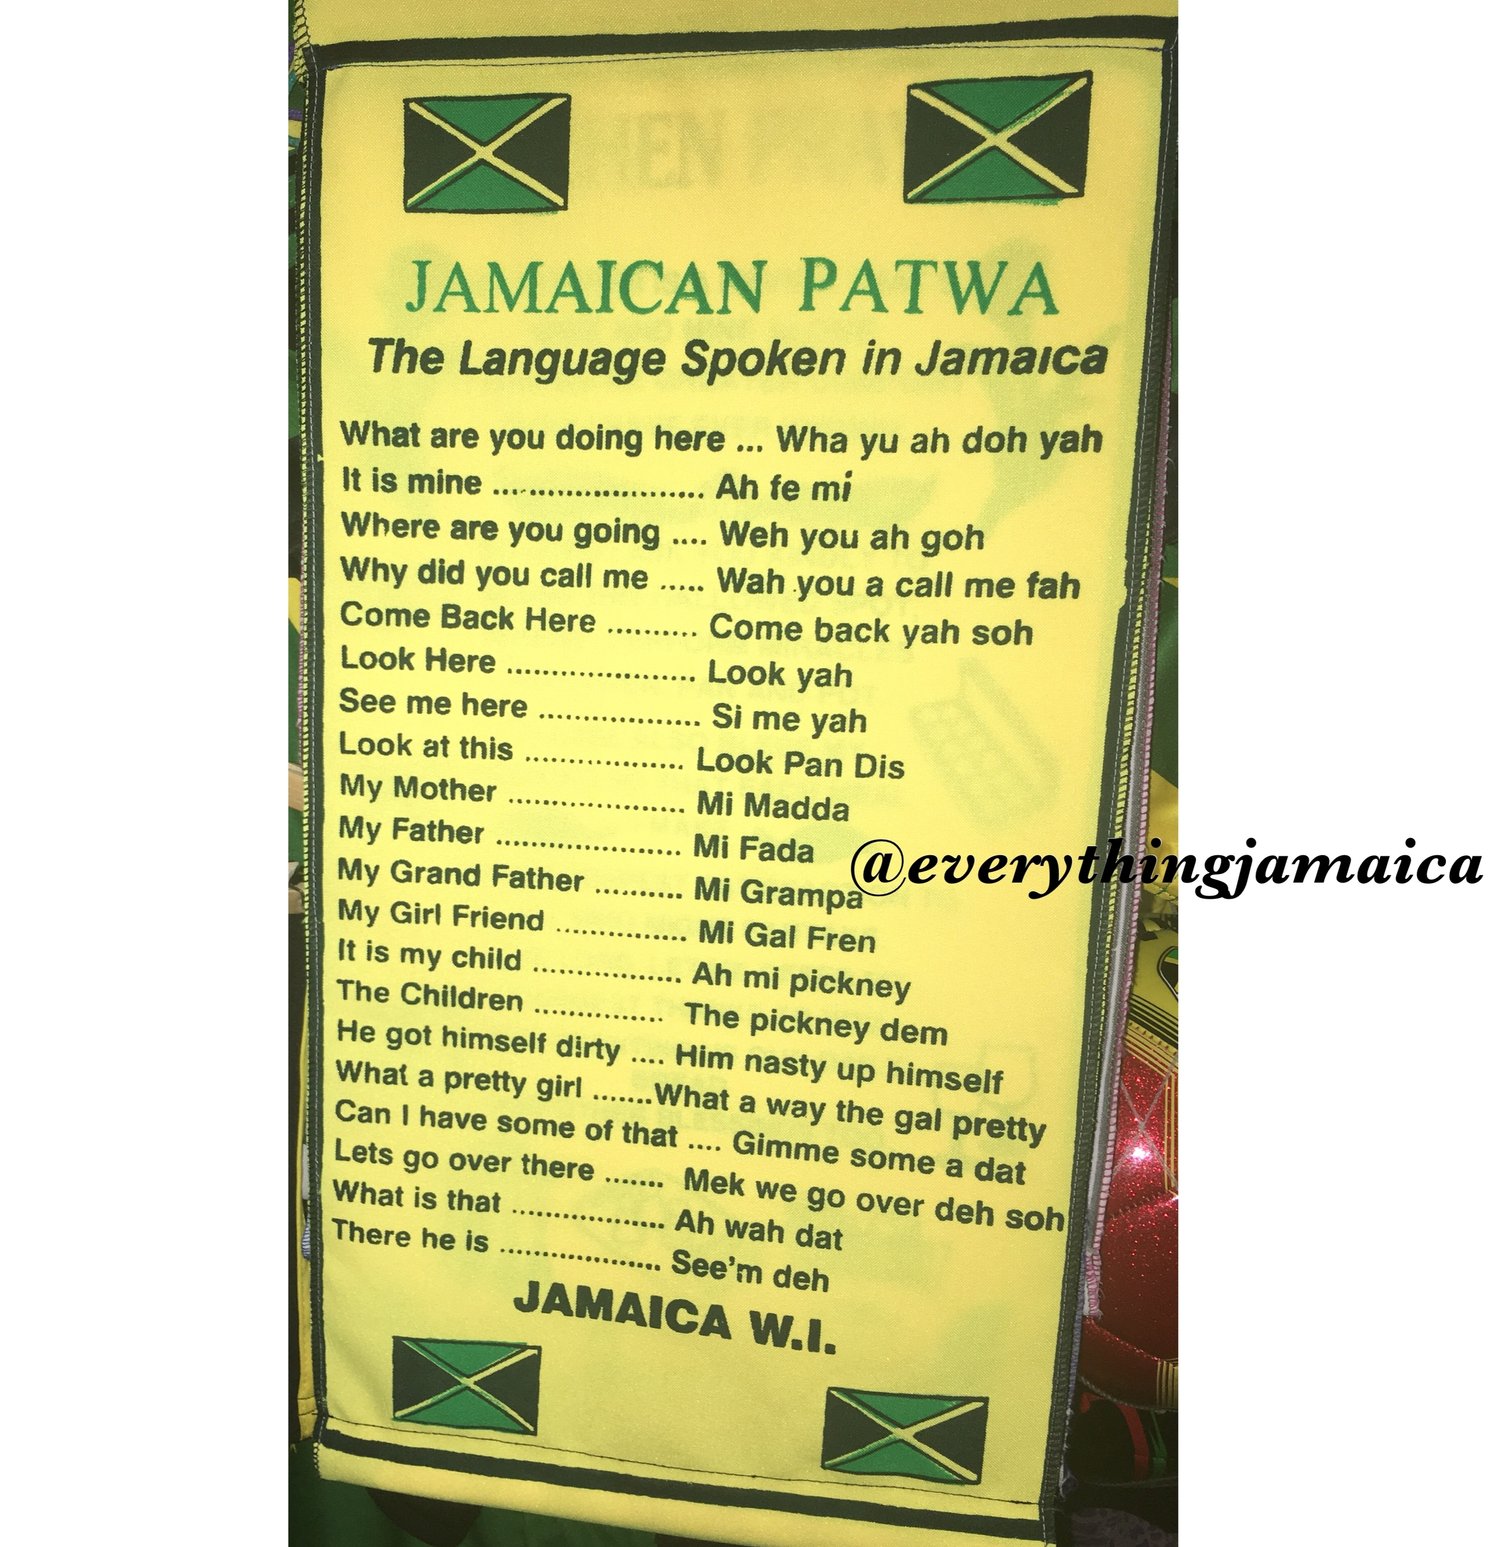 JAMAICAN PATWA
The Language Spoken in Jamaica
What are you doing here ... Wha yu ah doh yah
It is mine ....................... Ah fe mi
Where are you going .... Weh you ah goh
Why did you call me ..... Wah you a call me fah
Come Back Here .......... Come back yah soh
Look Here ..................... Look yah
See me here .................. Si me yah
Look at this .................. Look Pan Dis
My Mother .................... Mi Madda
My Father ..................... Mi Fada
My Grand Father .......... Mi Grampa
My Girl Friend ............... Mi Gal Fren
It is my child ................. Ah mi pickney
The Children ............... The pickney dem
He got himself dirty .... Him nasty up himself
What a pretty girl .......What a way the gal pretty
Can I have some of that .... Gimme some a dat
Lets go over there ....... Mek we go over deh soh
What is that .................. Ah wah dat
There he is ................... See'm deh
JAMAICA W.I.
@everythingjamaica